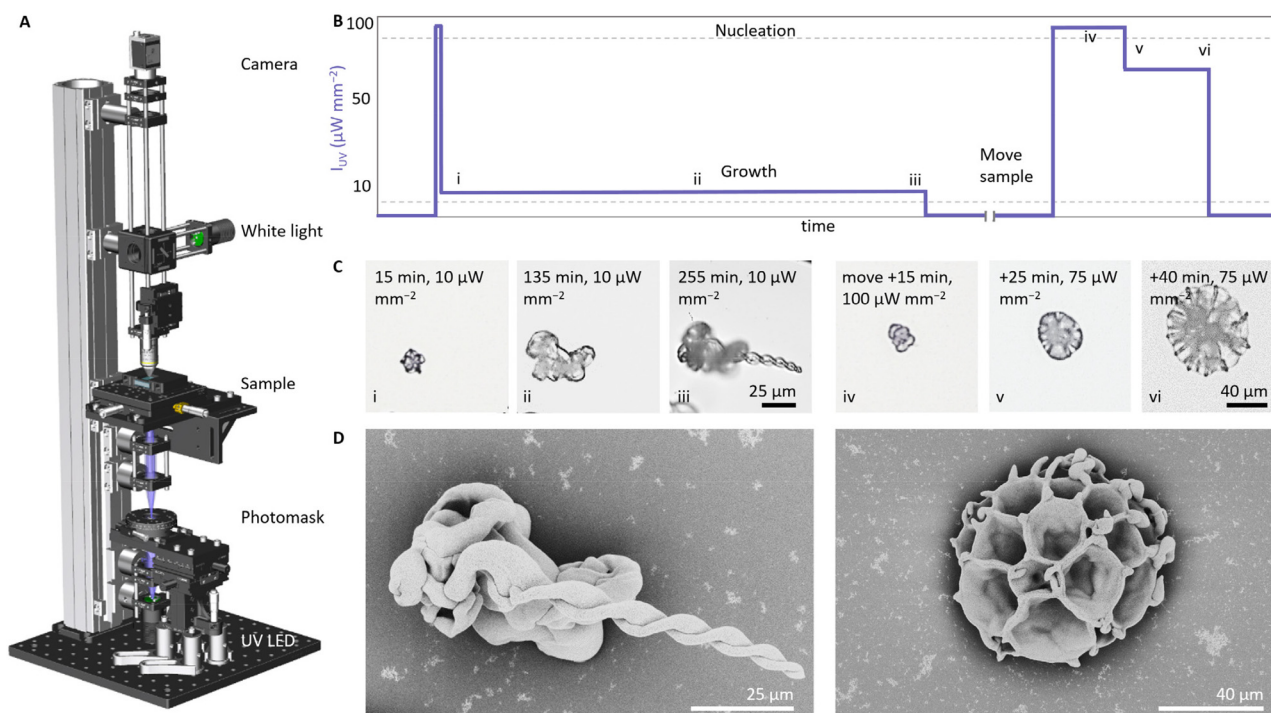 A
Camera
White light
Sample
Photomask
UV LED
B
100
50
10
I_UV (µW mm⁻²)
Nucleation
Growth
Move
sample
time
i
ii
iii
iv
v
vi
C
15 min, 10 µW
mm⁻²
i
135 min, 10 µW
mm⁻²
ii
255 min, 10 µW
mm⁻²
iii
25 µm
move +15 min,
100 µW mm⁻²
iv
+25 min, 75 µW
mm⁻²
v
+40 min, 75 µW
mm⁻²
vi
40 µm
D
25 µm
40 µm